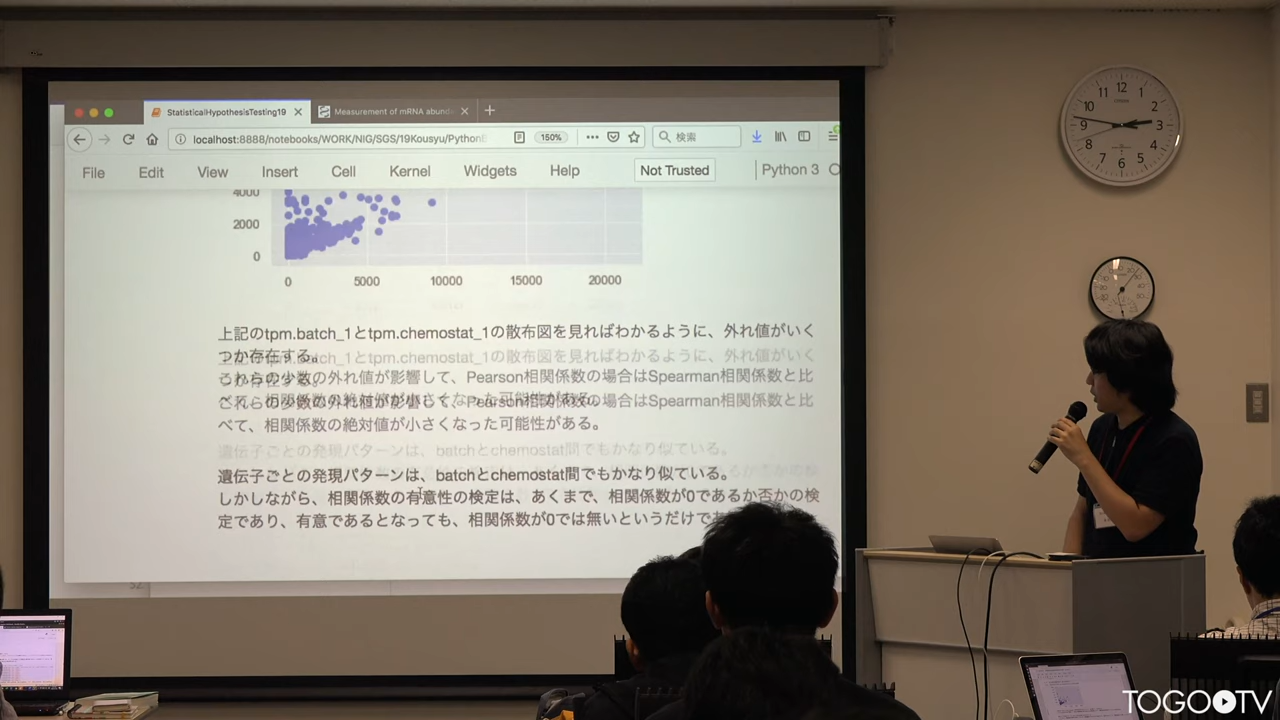 StatisticalHypothesisTesting19
Measurement of mRNA abund
localhost:8888/notebooks/WORK/NIG/SGS/19Kousyu/Python
150%
検索
File Edit View Insert Cell Kernel Widgets Help
Not Trusted
Python 3
4000
2000
0
0 5000 10000 15000 20000
上記のtpm.batch_1とtpm.chemostat_1の散布図を見ればわかるように、外れ値がいく
つか存在する。
これらの少数の外れ値が影響して、Pearson相関係数の場合はSpearman相関係数と比
べて、相関係数の絶対値が小さくなった可能性がある。
遺伝子ごとの発現パターンは、batchとchemostat間でもかなり似ている。
しかしながら、相関係数の有意性の検定は、あくまで、相関係数が0であるか否かの検
定であり、有意であるとなっても、相関係数が0では無いというだけで
12 1 2 3 4 5 6 7 8 9 10 11
TOGOTV